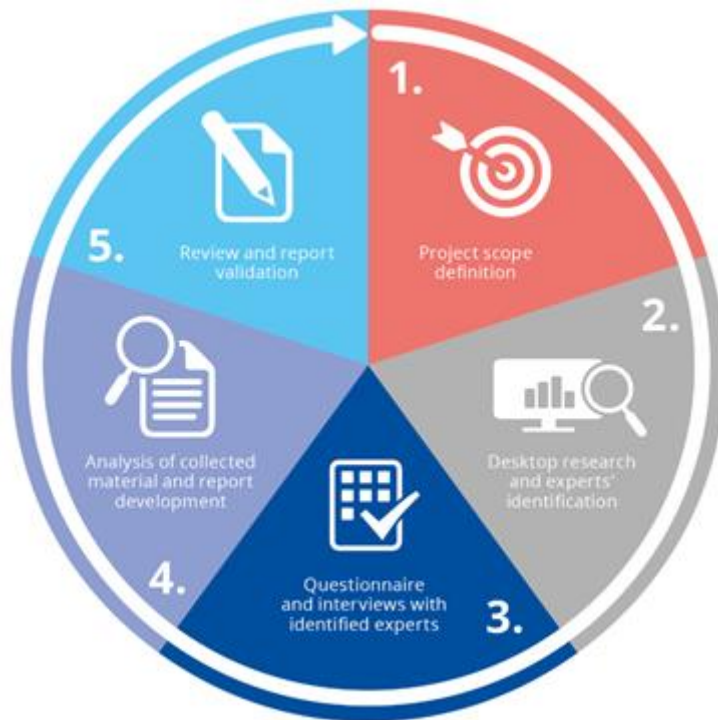 1.
Project scope
definition
2.
Desktop research
and experts'
identification
3.
Questionnaire
and interviews with
identified experts
4.
Analysis of collected
material and report
development
5.
Review and report
validation